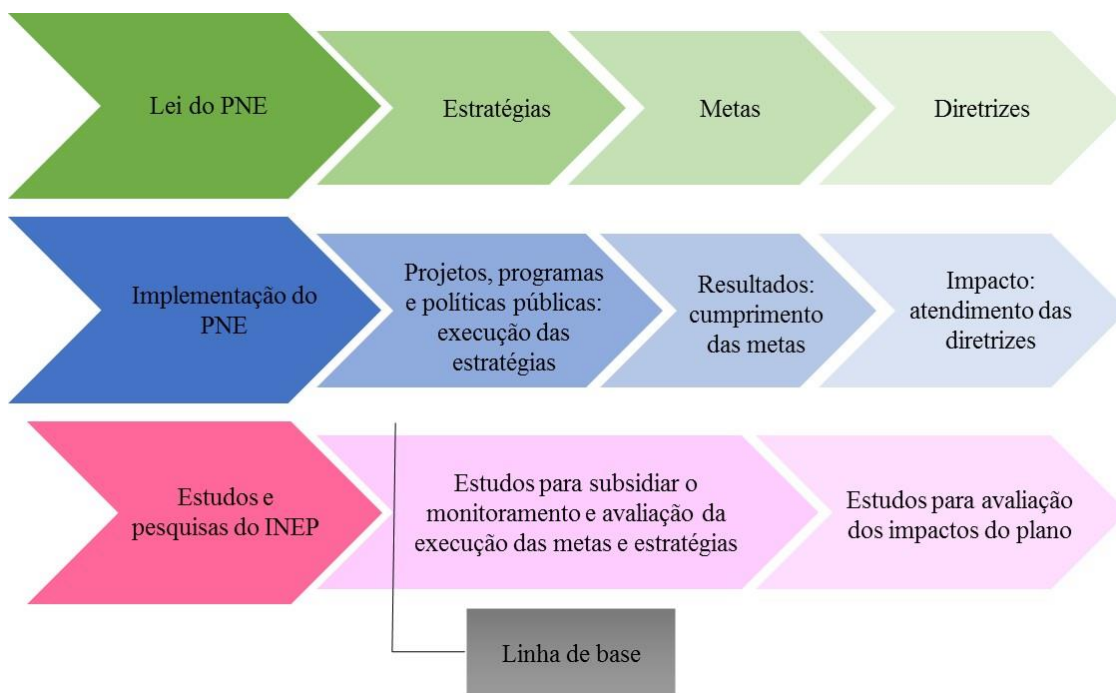 Lei do PNE
Estratégias
Metas
Diretrizes
Implementação do
PNE
Projetos, programas
e políticas públicas:
execução das
estratégias
Resultados:
cumprimento
das metas
Impacto:
atendimento das
diretrizes
Estudos e
pesquisas do INEP
Estudos para subsidiar o
monitoramento e avaliação da
execução das metas e estratégias
Estudos para avaliação
dos impactos do plano
Linha de base